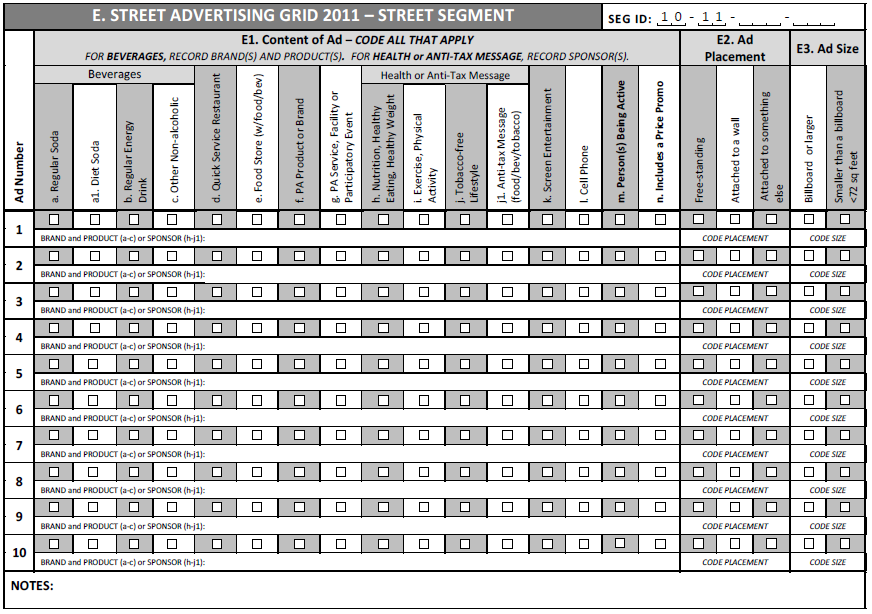 E. STREET ADVERTISING GRID 2011 – STREET SEGMENT
SEG ID: 10 - 11 - _ _ - _ _
E1. Content of Ad – CODE ALL THAT APPLY
FOR BEVERAGES, RECORD BRAND(S) AND PRODUCT(S). FOR HEALTH or ANTI-TAX MESSAGE, RECORD SPONSOR(S).
E2. Ad
Placement
E3. Ad Size
Ad Number
Beverages
Health or Anti-Tax Message
a. Regular Soda
a1. Diet Soda
b. Regular Energy
Drink
c. Other Non-alcoholic
d. Quick Service Restaurant
e. Food Store (w/food/bev)
f. PA Product or Brand
g. PA Service, Facility or
Participatory Event
h. Nutrition, Healthy
Eating, Healthy Weight
i. Exercise, Physical
Activity
j. Tobacco-free
Lifestyle
j1. Anti-tax Message
(food/bev/tobacco)
k. Screen Entertainment
l. Cell Phone
m. Person(s) Being Active
n. Includes a Price Promo
Free-standing
Attached to a wall
Attached to something
else
Billboard or larger
Smaller than a billboard
<72 sq feet
1
BRAND and PRODUCT (a-c) or SPONSOR (h-j1): CODE PLACEMENT CODE SIZE
2
BRAND and PRODUCT (a-c) or SPONSOR (h-j1): CODE PLACEMENT CODE SIZE
3
BRAND and PRODUCT (a-c) or SPONSOR (h-j1): CODE PLACEMENT CODE SIZE
4
BRAND and PRODUCT (a-c) or SPONSOR (h-j1): CODE PLACEMENT CODE SIZE
5
BRAND and PRODUCT (a-c) or SPONSOR (h-j1): CODE PLACEMENT CODE SIZE
6
BRAND and PRODUCT (a-c) or SPONSOR (h-j1): CODE PLACEMENT CODE SIZE
7
BRAND and PRODUCT (a-c) or SPONSOR (h-j1): CODE PLACEMENT CODE SIZE
8
BRAND and PRODUCT (a-c) or SPONSOR (h-j1): CODE PLACEMENT CODE SIZE
9
BRAND and PRODUCT (a-c) or SPONSOR (h-j1): CODE PLACEMENT CODE SIZE
10
BRAND and PRODUCT (a-c) or SPONSOR (h-j1): CODE PLACEMENT CODE SIZE
NOTES: